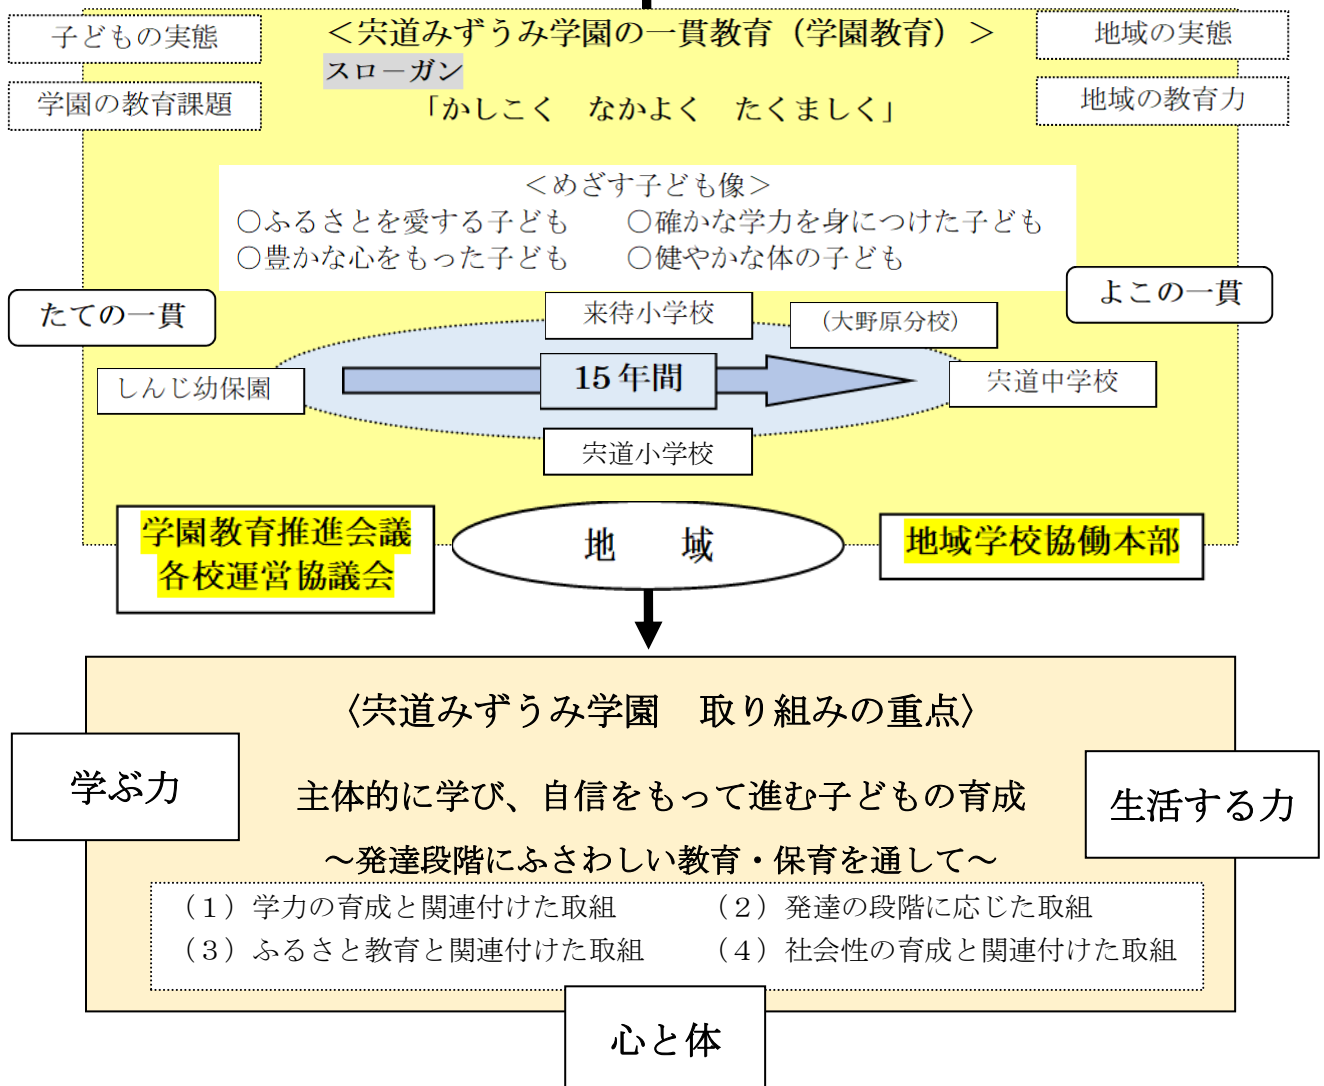 子どもの実態
＜宍道みずうみ学園の一貫教育（学園教育）＞
地域の実態
スローガン
学園の教育課題
「かしこく　なかよく　たくましく」
地域の教育力
＜めざす子ども像＞
○ふるさとを愛する子ども　　○確かな学力を身につけた子ども
○豊かな心をもった子ども　　○健やかな体の子ども
たての一貫
よこの一貫
来待小学校
（大野原分校）
しんじ幼保園
15年間
宍道中学校
宍道小学校
学園教育推進会議
各校運営協議会
地　域
地域学校協働本部
〈宍道みずうみ学園　取り組みの重点〉
学ぶ力
主体的に学び、自信をもって進む子どもの育成
生活する力
～発達段階にふさわしい教育・保育を通して～
（１）学力の育成と関連付けた取組　　　（２）発達の段階に応じた取組
（３）ふるさと教育と関連付けた取組　　（４）社会性の育成と関連付けた取組
心と体